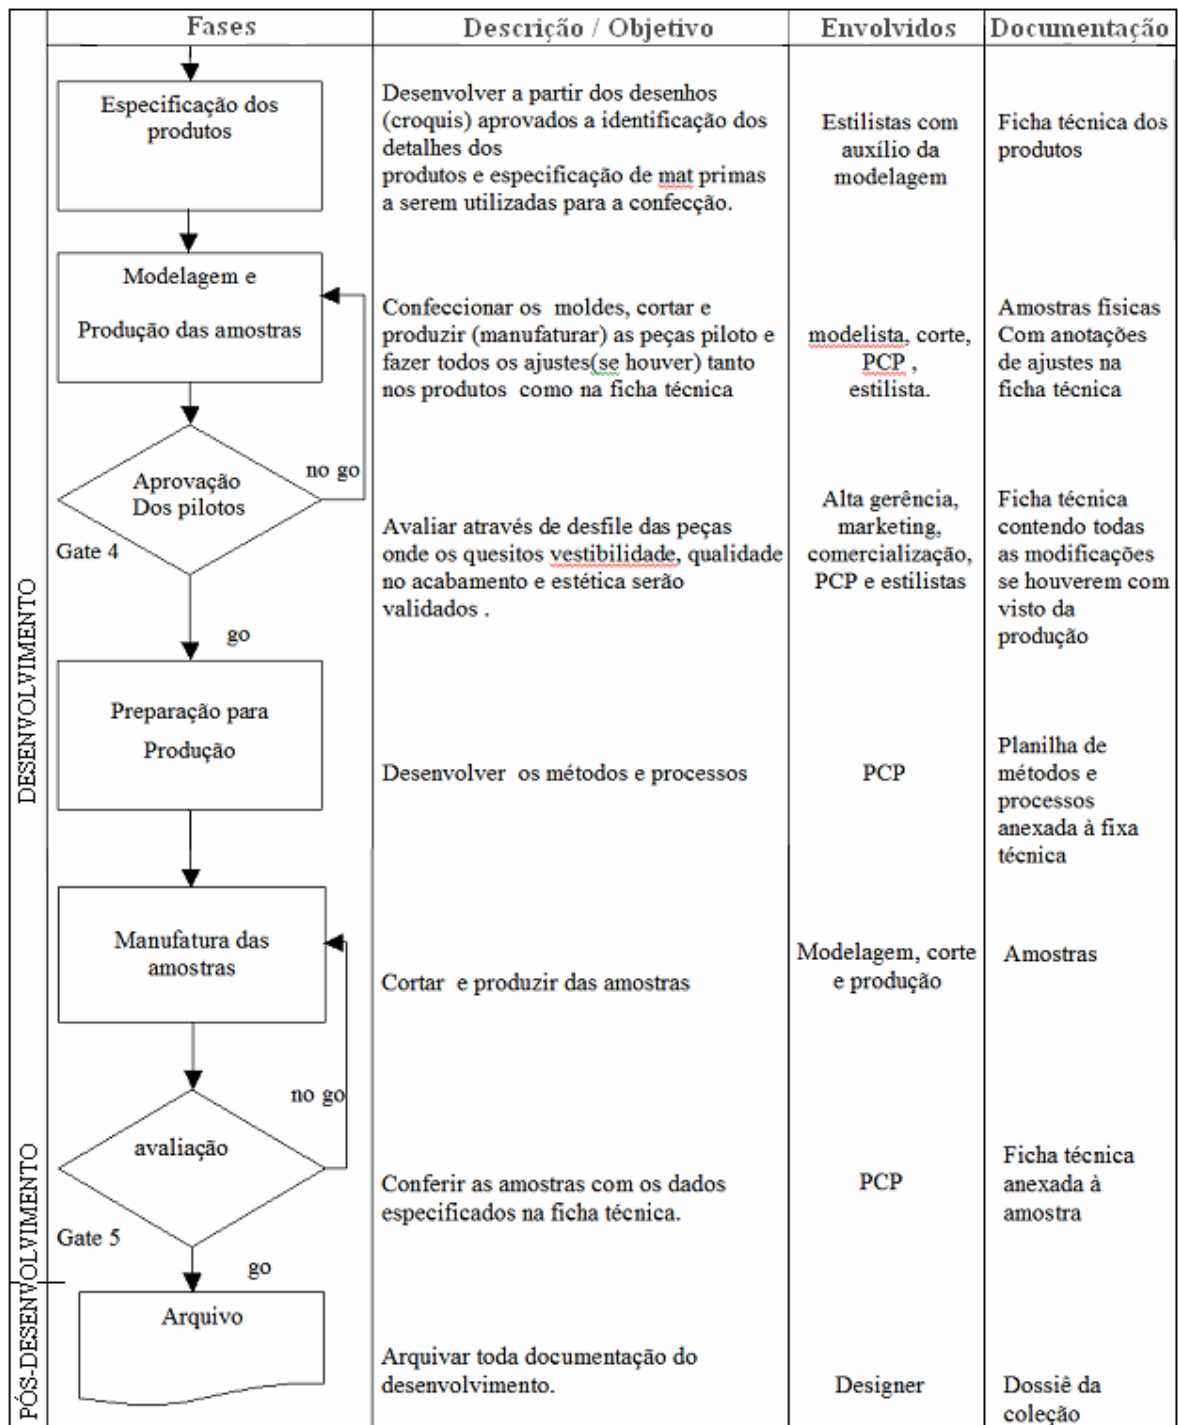 Fases
Descrição / Objetivo
Envolvidos
Documentação
DESENVOLVIMENTO
Especificação dos
produtos
Desenvolver a partir dos desenhos
(croquis) aprovados a identificação dos
detalhes dos
produtos e especificação de mat primas
a serem utilizadas para a confecção.
Estilistas com
auxílio da
modelagem
Ficha técnica dos
produtos
Modelagem e
Produção das amostras
Confeccionar os moldes, cortar e
produzir (manufaturar) as peças piloto e
fazer todos os ajustes(se houver) tanto
nos produtos como na ficha técnica
modelista, corte,
PCP ,
estilista.
Amostras físicas
Com anotações
de ajustes na
ficha técnica
Aprovação
Dos pilotos
no go
Gate 4
go
Avaliar através de desfile das peças
onde os quesitos vestibilidade, qualidade
no acabamento e estética serão
validados .
Alta gerência,
marketing,
comercialização,
PCP e estilistas
Ficha técnica
contendo todas
as modificações
se houverem com
visto da
produção
Preparação para
Produção
Desenvolver os métodos e processos
PCP
Planilha de
métodos e
processos
anexada à fixa
técnica
Manufatura das
amostras
Cortar e produzir das amostras
Modelagem, corte
e produção
Amostras
no go
avaliação
Gate 5
go
Conferir as amostras com os dados
especificados na ficha técnica.
PCP
Ficha técnica
anexada à
amostra
PÓS-DESENVOLVIMENTO
Arquivo
Arquivar toda documentação do
desenvolvimento.
Designer
Dossiê da
coleção